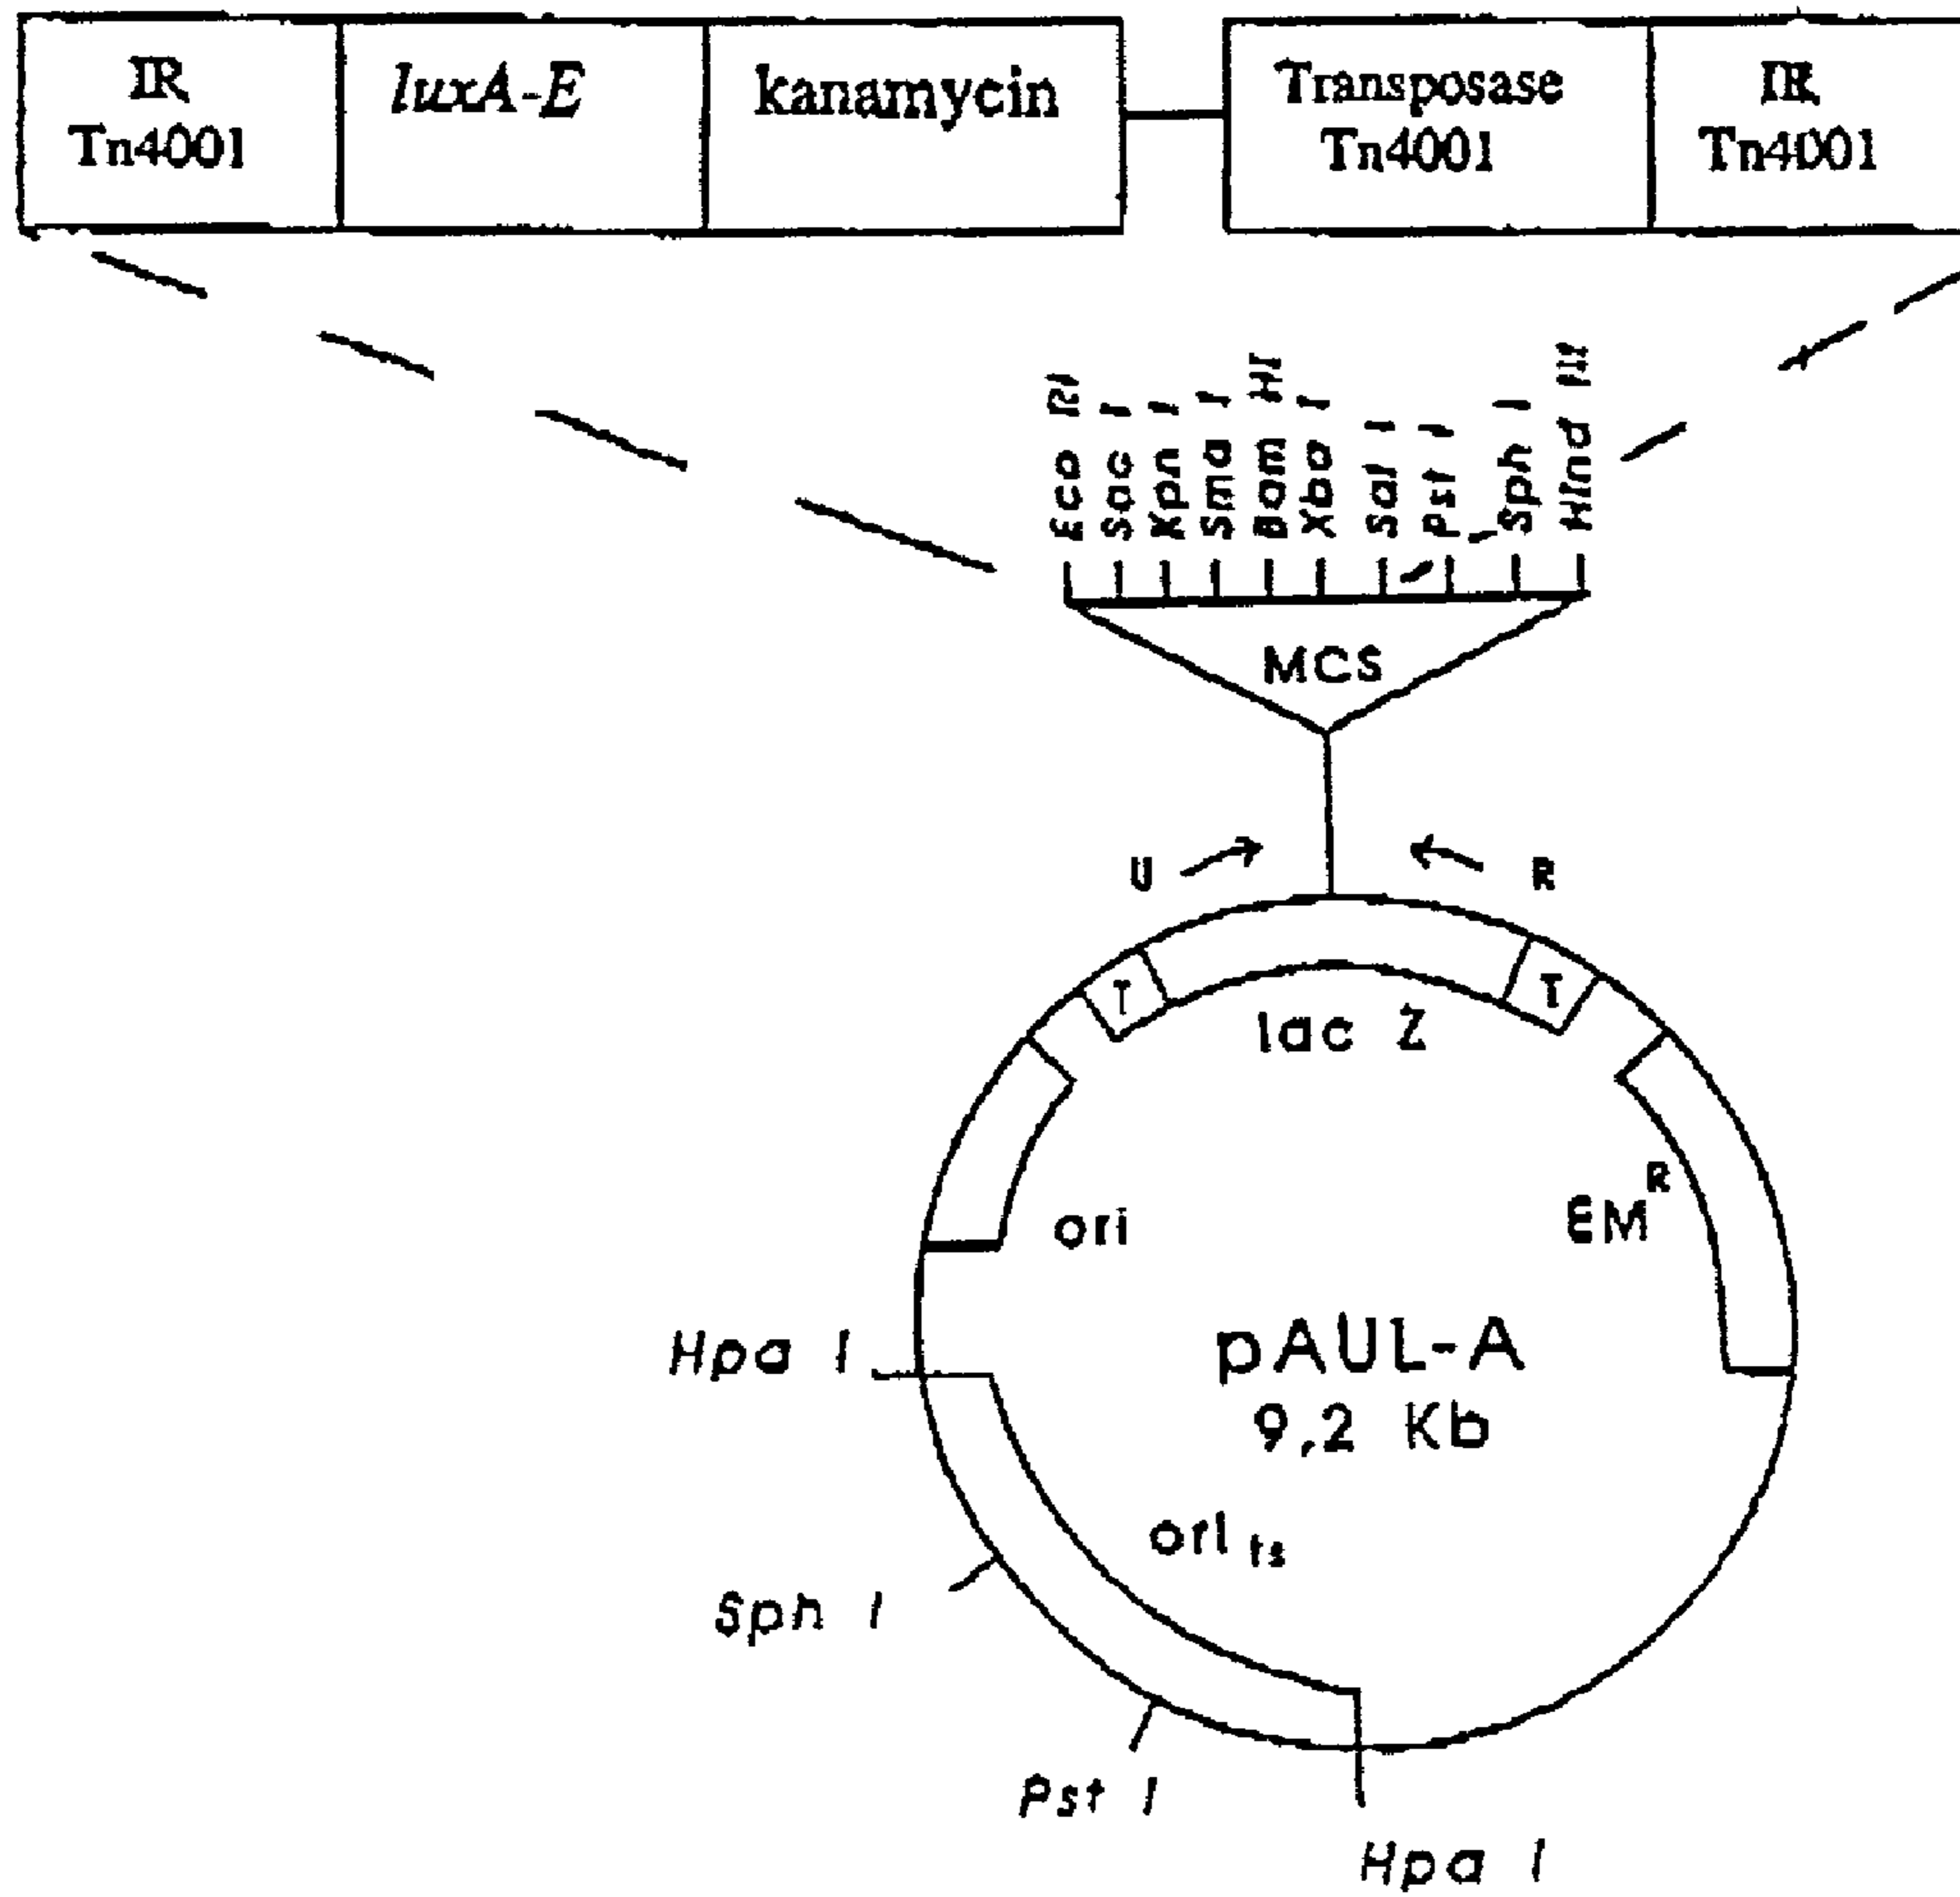 IR
Tn4001
luxA-E
kanamycin
Transposase
Tn4001
IR
Tn4001
Eco RI
Sac I
Kpn I
Sma I
Bam HI
Xba I
Sal I
Pst I
Sph I
Hind III
MCS
U
R
T
T
lac Z
ori
EM R
Hpa I
pAUL-A
9,2 Kb
ori ts
Sph I
Pst I
Hpa I